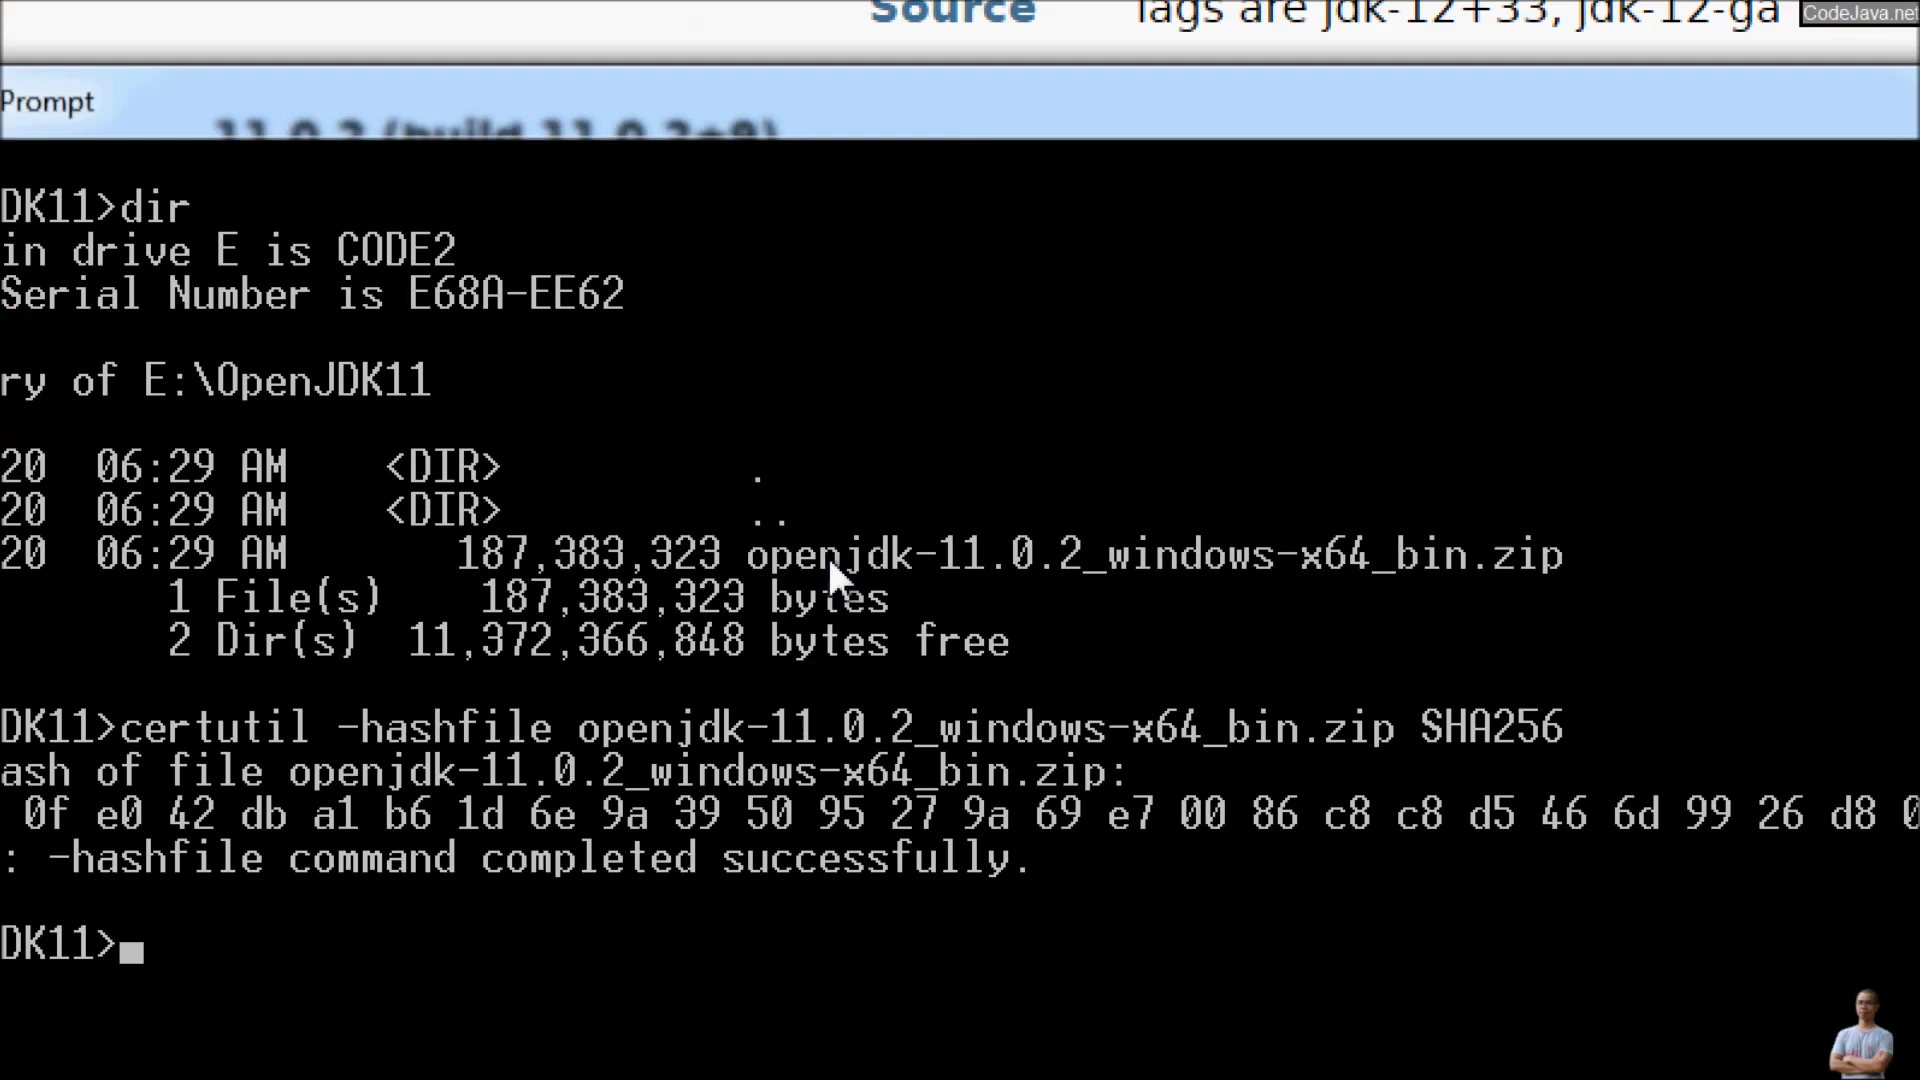 Source Tags are jdk-12+33, jdk-12-ga
CodeJava.net
Prompt
11.0.2 (build 11.0.2+9)
DK11>dir
in drive E is CODE2
Serial Number is E68A-EE62
ry of E:\OpenJDK11
20 06:29 AM <DIR> .
20 06:29 AM <DIR> ..
20 06:29 AM 187,383,323 openjdk-11.0.2_windows-x64_bin.zip
1 File(s) 187,383,323 bytes
2 Dir(s) 11,372,366,848 bytes free
DK11>certutil -hashfile openjdk-11.0.2_windows-x64_bin.zip SHA256
ash of file openjdk-11.0.2_windows-x64_bin.zip:
0f e0 42 db a1 b6 1d 6e 9a 39 50 95 27 9a 69 e7 00 86 c8 c8 d5 46 6d 99 26 d8 0
: -hashfile command completed successfully.
DK11>